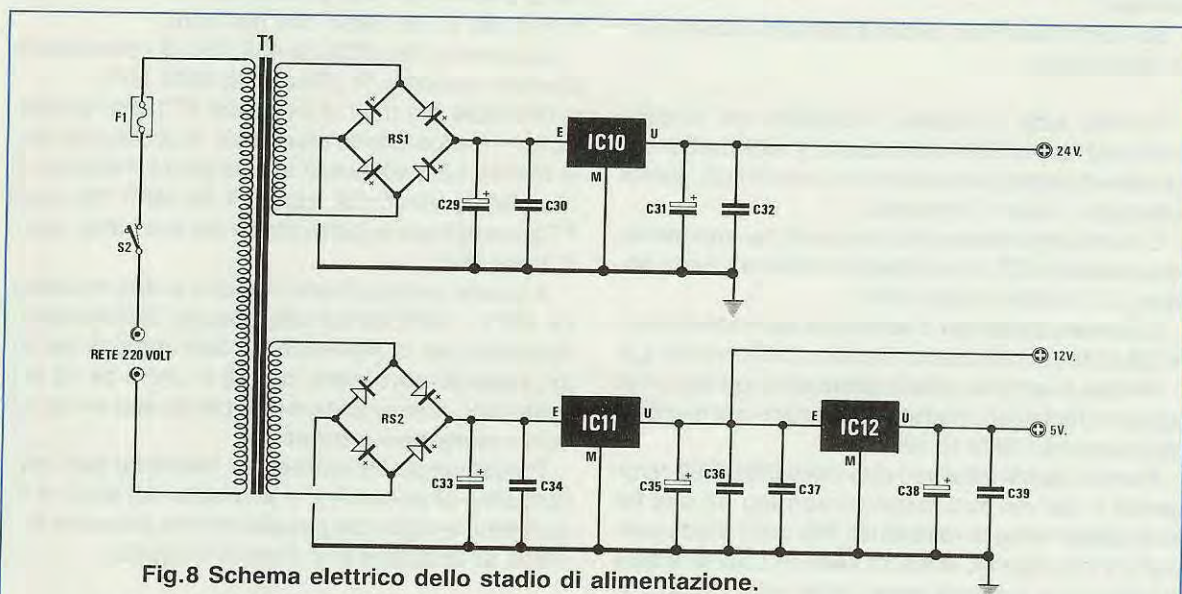 T1
F1
S2
RETE 220 VOLT
RS1
C29
C30
E
IC10
U
M
C31
C32
24 V.
RS2
C33
C34
E
IC11
U
M
C35
C36
C37
E
IC12
U
M
C38
C39
12V.
5V.
Fig.8 Schema elettrico dello stadio di alimentazione.